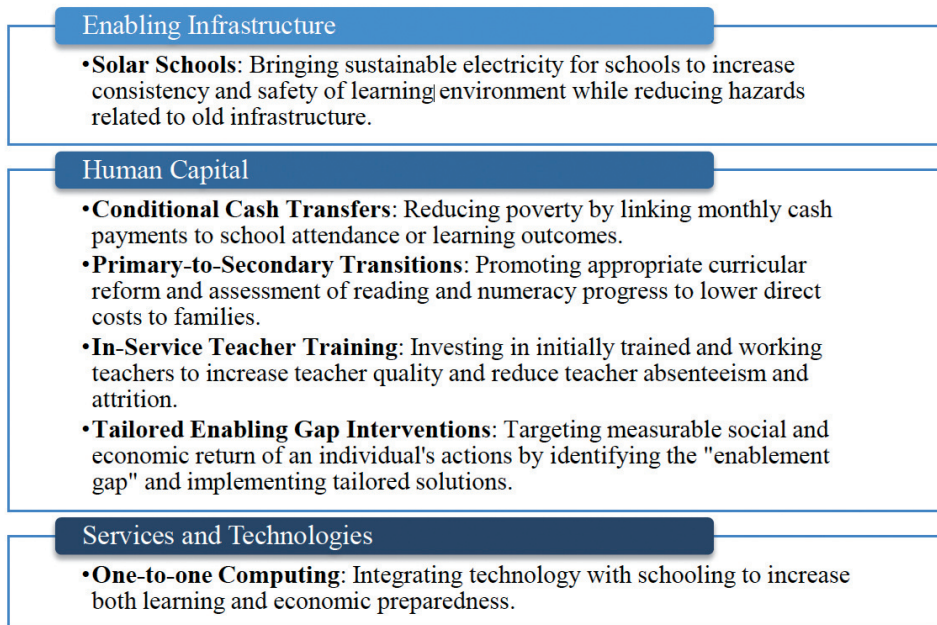 Enabling Infrastructure
•Solar Schools: Bringing sustainable electricity for schools to increase
consistency and safety of learning environment while reducing hazards
related to old infrastructure.
Human Capital
•Conditional Cash Transfers: Reducing poverty by linking monthly cash
payments to school attendance or learning outcomes.
•Primary-to-Secondary Transitions: Promoting appropriate curricular
reform and assessment of reading and numeracy progress to lower direct
costs to families.
•In-Service Teacher Training: Investing in initially trained and working
teachers to increase teacher quality and reduce teacher absenteeism and
attrition.
•Tailored Enabling Gap Interventions: Targeting measurable social and
economic return of an individual's actions by identifying the "enablement
gap" and implementing tailored solutions.
Services and Technologies
•One-to-one Computing: Integrating technology with schooling to increase
both learning and economic preparedness.